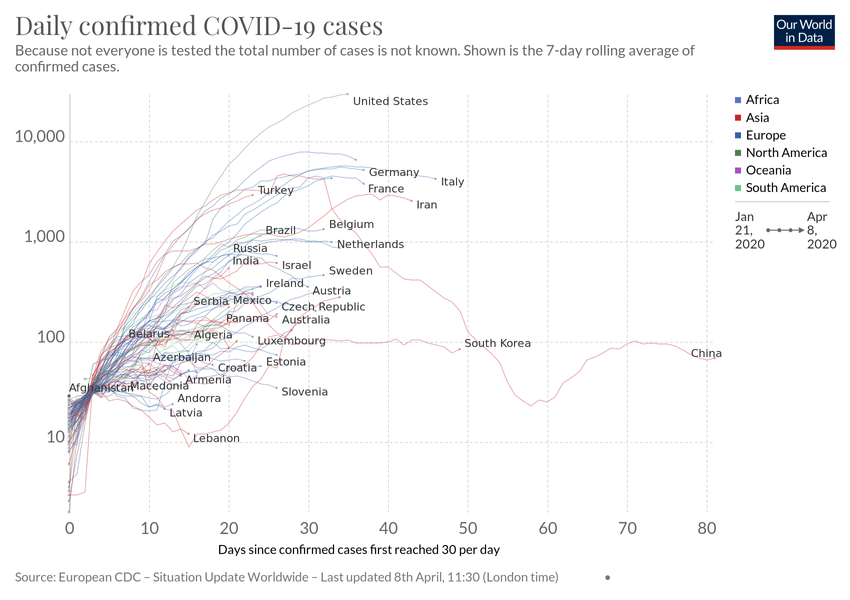 Daily confirmed COVID-19 cases
Because not everyone is tested the total number of cases is not known. Shown is the 7-day rolling average of
confirmed cases.
Our World
in Data
10,000
1,000
100
10
United States
Germany
Italy
France
Turkey
Iran
Brazil
Belgium
Netherlands
Russia
India
Israel
Sweden
Ireland
Austria
Serbia
Mexico
Czech Republic
Panama
Australia
Belarus
Algeria
Luxembourg
South Korea
China
Azerbaijan
Estonia
Croatia
Armenia
Afghanistan
Macedonia
Slovenia
Andorra
Latvia
Lebanon
0 10 20 30 40 50 60 70 80
Days since confirmed cases first reached 30 per day
Africa
Asia
Europe
North America
Oceania
South America
Jan
21,
2020
Apr
8,
2020
Source: European CDC – Situation Update Worldwide – Last updated 8th April, 11:30 (London time)